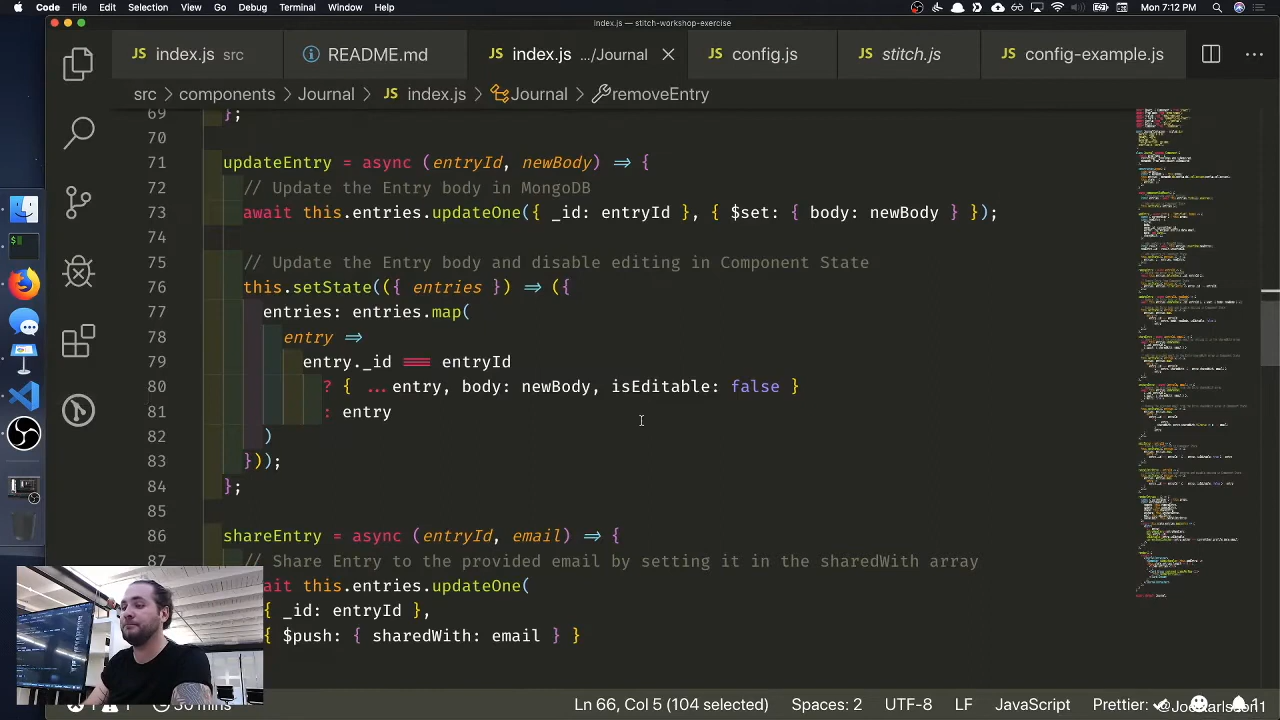 Code File Edit Selection View Go Debug Terminal Window Help
Mon 7:12 PM
index.js — stitch-workshop-exercise
JS index.js src
README.md
JS index.js .../Journal
JS config.js
JS stitch.js
JS config-example.js
src > components > Journal > JS index.js > Journal > removeEntry
69 };
70
71 updateEntry = async (entryId, newBody) => {
72 // Update the Entry body in MongoDB
73 await this.entries.updateOne({ _id: entryId }, { $set: { body: newBody } });
74
75 // Update the Entry body and disable editing in Component State
76 this.setState(({ entries }) => ({
77 entries: entries.map(
78 entry =>
79 entry._id === entryId
80 ? { ...entry, body: newBody, isEditable: false }
81 : entry
82 )
83 }));
84 };
85
86 shareEntry = async (entryId, email) => {
87 // Share Entry to the provided email by setting it in the sharedWith array
await this.entries.updateOne(
{ _id: entryId },
{ $push: { sharedWith: email } }
Ln 66, Col 5 (104 selected) Spaces: 2 UTF-8 LF JavaScript Prettier: ✓